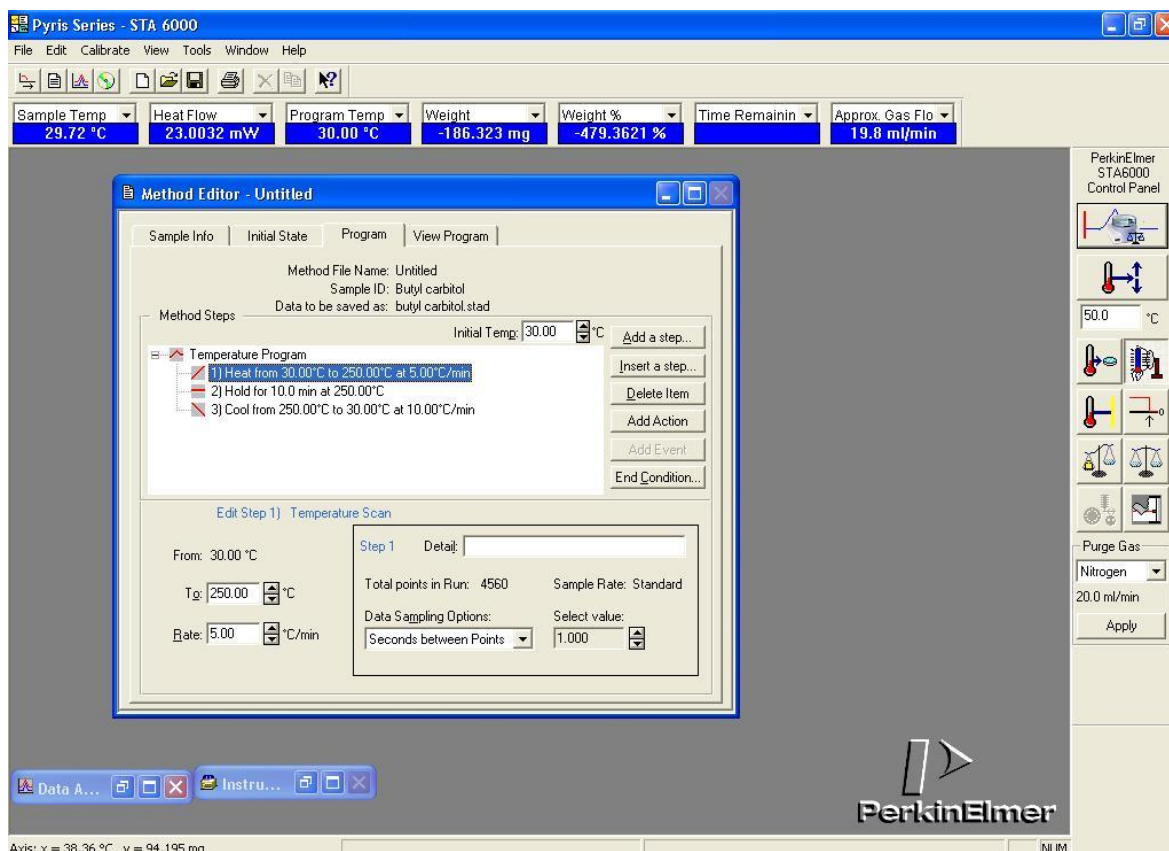 Pyris Series - STA 6000
File Edit Calibrate View Tools Window Help
Sample Temp Heat Flow Program Temp Weight Weight % Time Remainin Approx. Gas Flo
29.72 °C 23.0032 mW 30.00 °C -186.323 mg -479.3621 % 19.8 ml/min
PerkinElmer
STA6000
Control Panel
50.0 °C
Purge Gas
Nitrogen
20.0 ml/min
Apply
Method Editor - Untitled
Sample Info Initial State Program View Program
Method File Name: Untitled
Sample ID: Butyl carbitol
Data to be saved as: butyl carbitol.stad
Method Steps
Initial Temp: 30.00 °C
Temperature Program
1) Heat from 30.00°C to 250.00°C at 5.00°C/min
2) Hold for 10.0 min at 250.00°C
3) Cool from 250.00°C to 30.00°C at 10.00°C/min
Add a step...
Insert a step...
Delete Item
Add Action
Add Event
End Condition...
Edit Step 1) Temperature Scan
From: 30.00 °C
To: 250.00 °C
Rate: 5.00 °C/min
Step 1 Detail:
Total points in Run: 4560 Sample Rate: Standard
Data Sampling Options: Select value:
Seconds between Points 1.000
Data A... Instru...
PerkinElmer
Axis: x = 38.36 °C y = 94.195 mg NUM